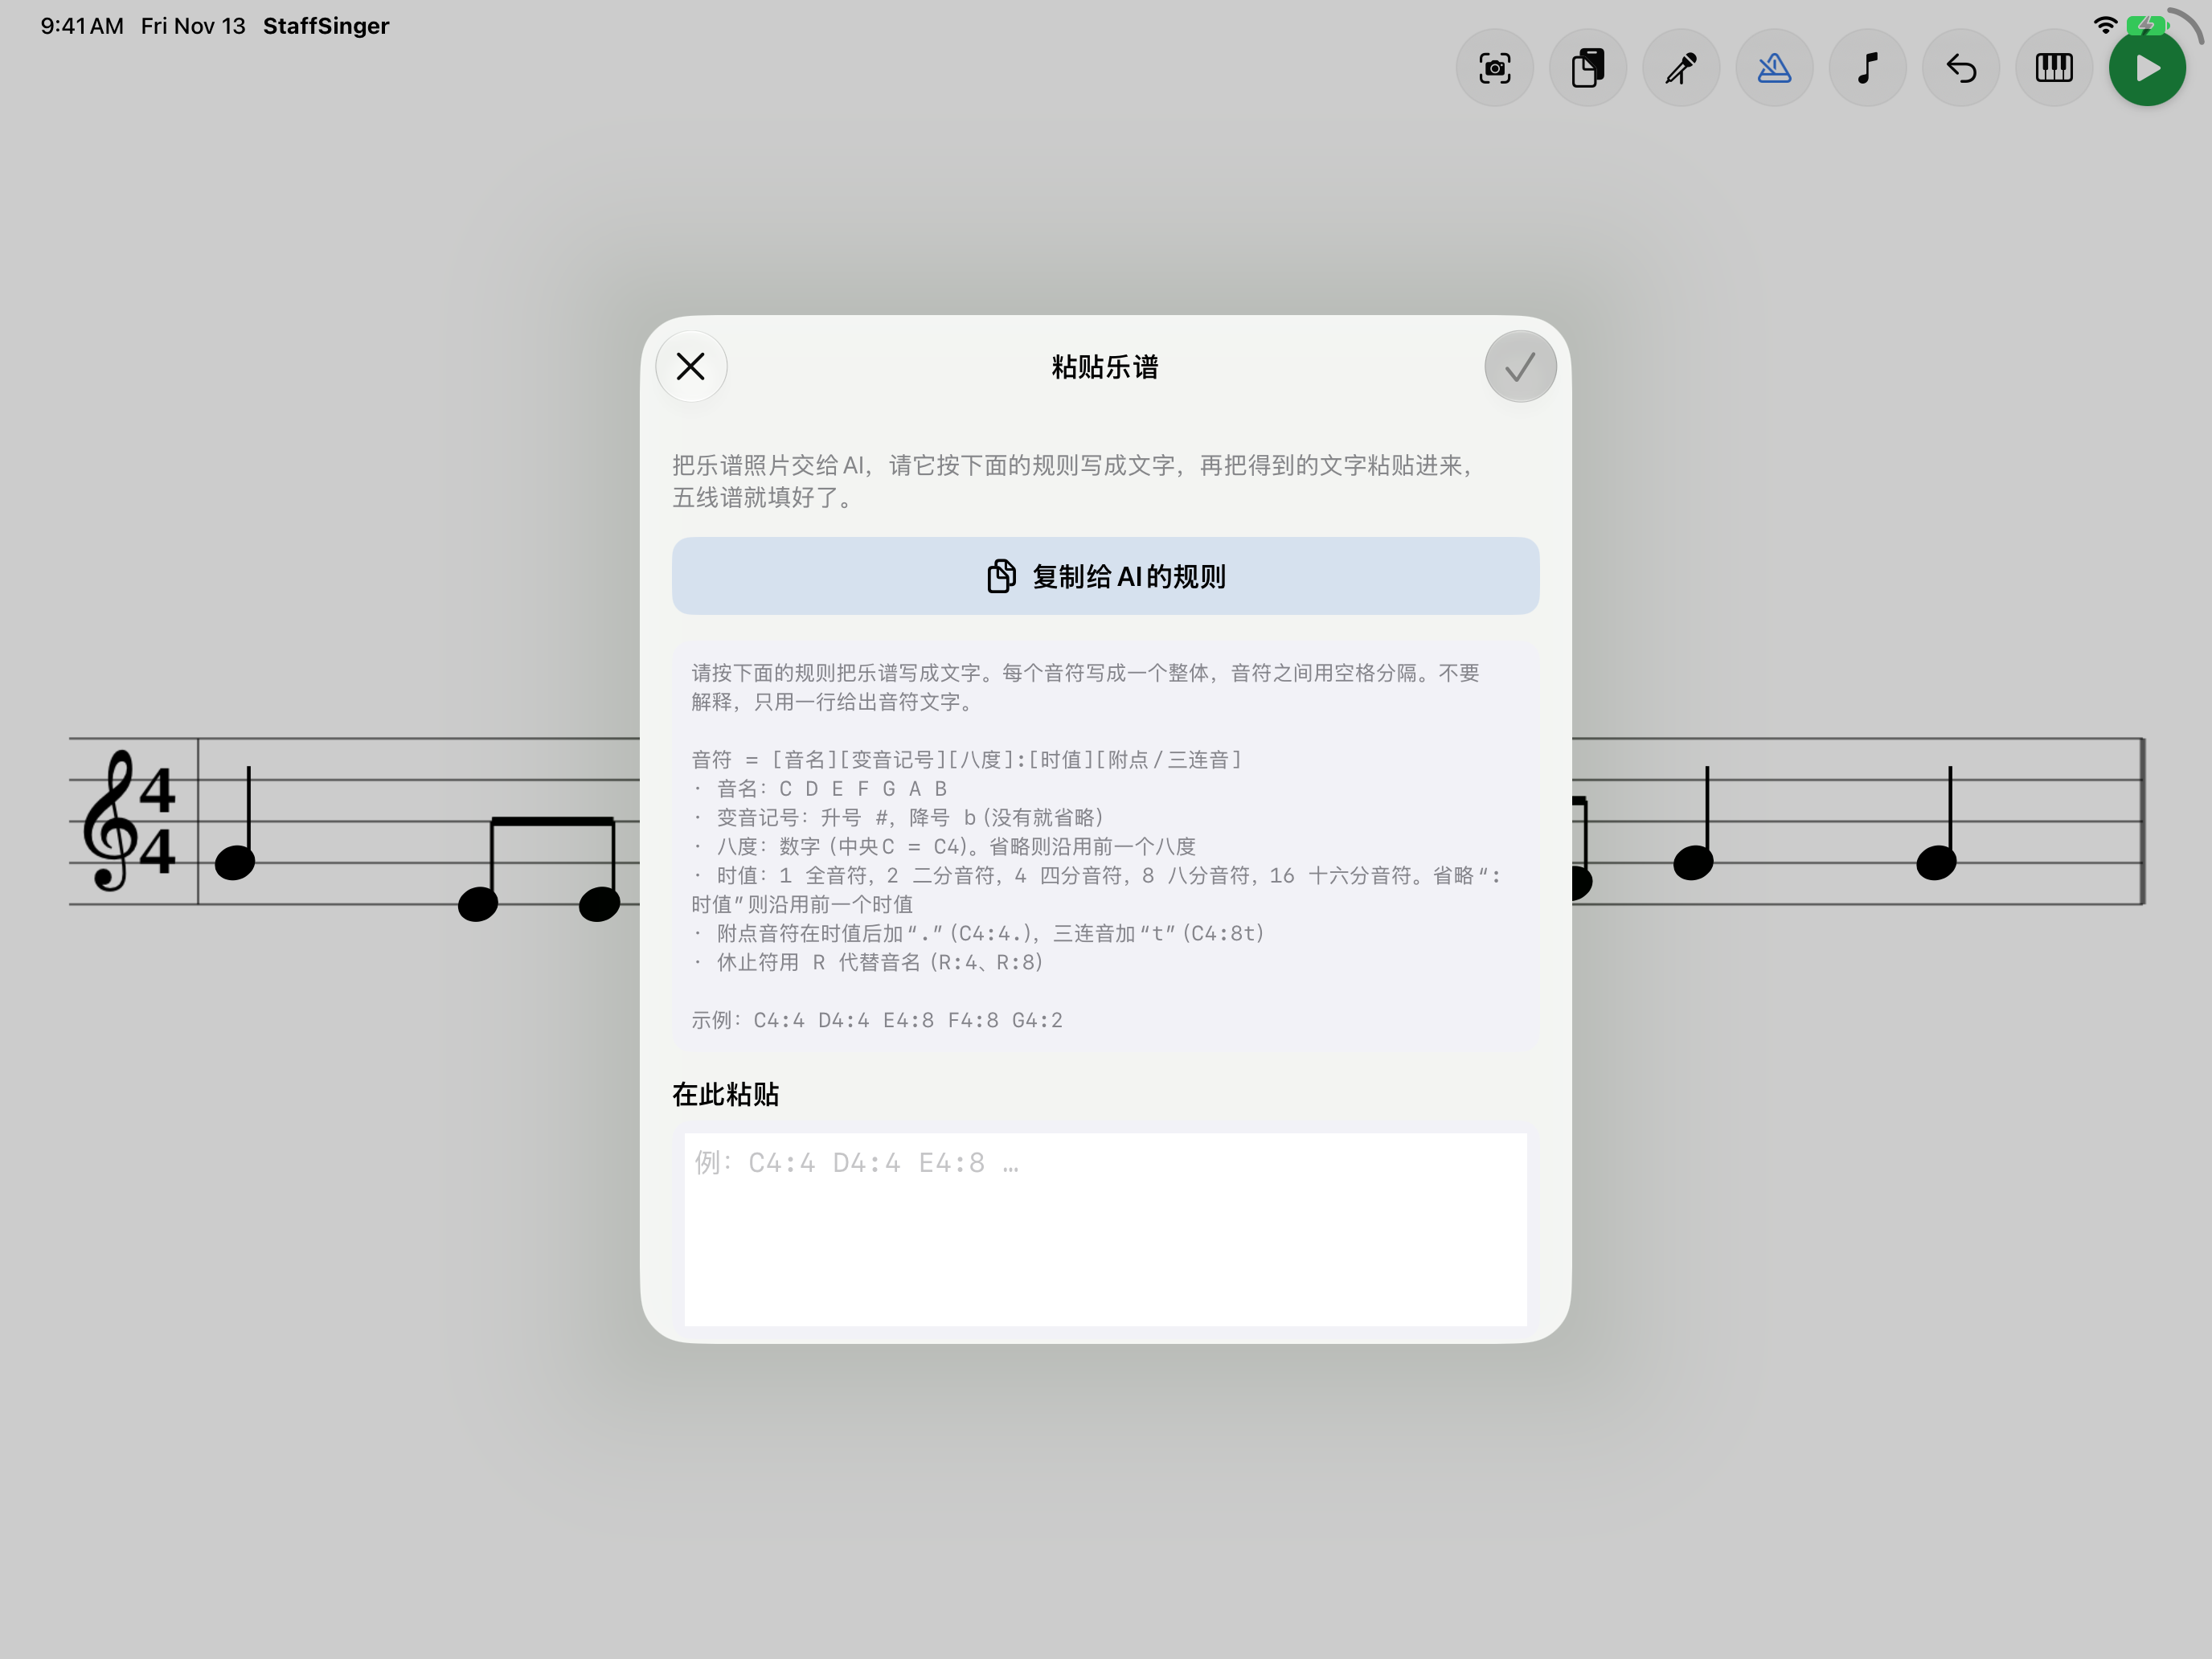 9:41 AM Fri Nov 13 StaffSinger
粘贴乐谱
把乐谱照片交给 AI，请它按下面的规则写成文字，再把得到的文字粘贴进来，
五线谱就填好了。
复制给 AI 的规则
请按下面的规则把乐谱写成文字。每个音符写成一个整体，音符之间用空格分隔。不要
解释，只用一行给出音符文字。
音符 = [音名][变音记号][八度]:[时值][附点/三连音]
· 音名：C D E F G A B
· 变音记号：升号 #，降号 b（没有就省略）
· 八度：数字（中央C = C4）。省略则沿用前一个八度
· 时值：1 全音符，2 二分音符，4 四分音符，8 八分音符，16 十六分音符。省略“:
时值”则沿用前一个时值
· 附点音符在时值后加“.”（C4:4.），三连音加“t”（C4:8t）
· 休止符用 R 代替音名（R:4、R:8）
示例：C4:4 D4:4 E4:8 F4:8 G4:2
4
4
在此粘贴
例：C4:4 D4:4 E4:8 …